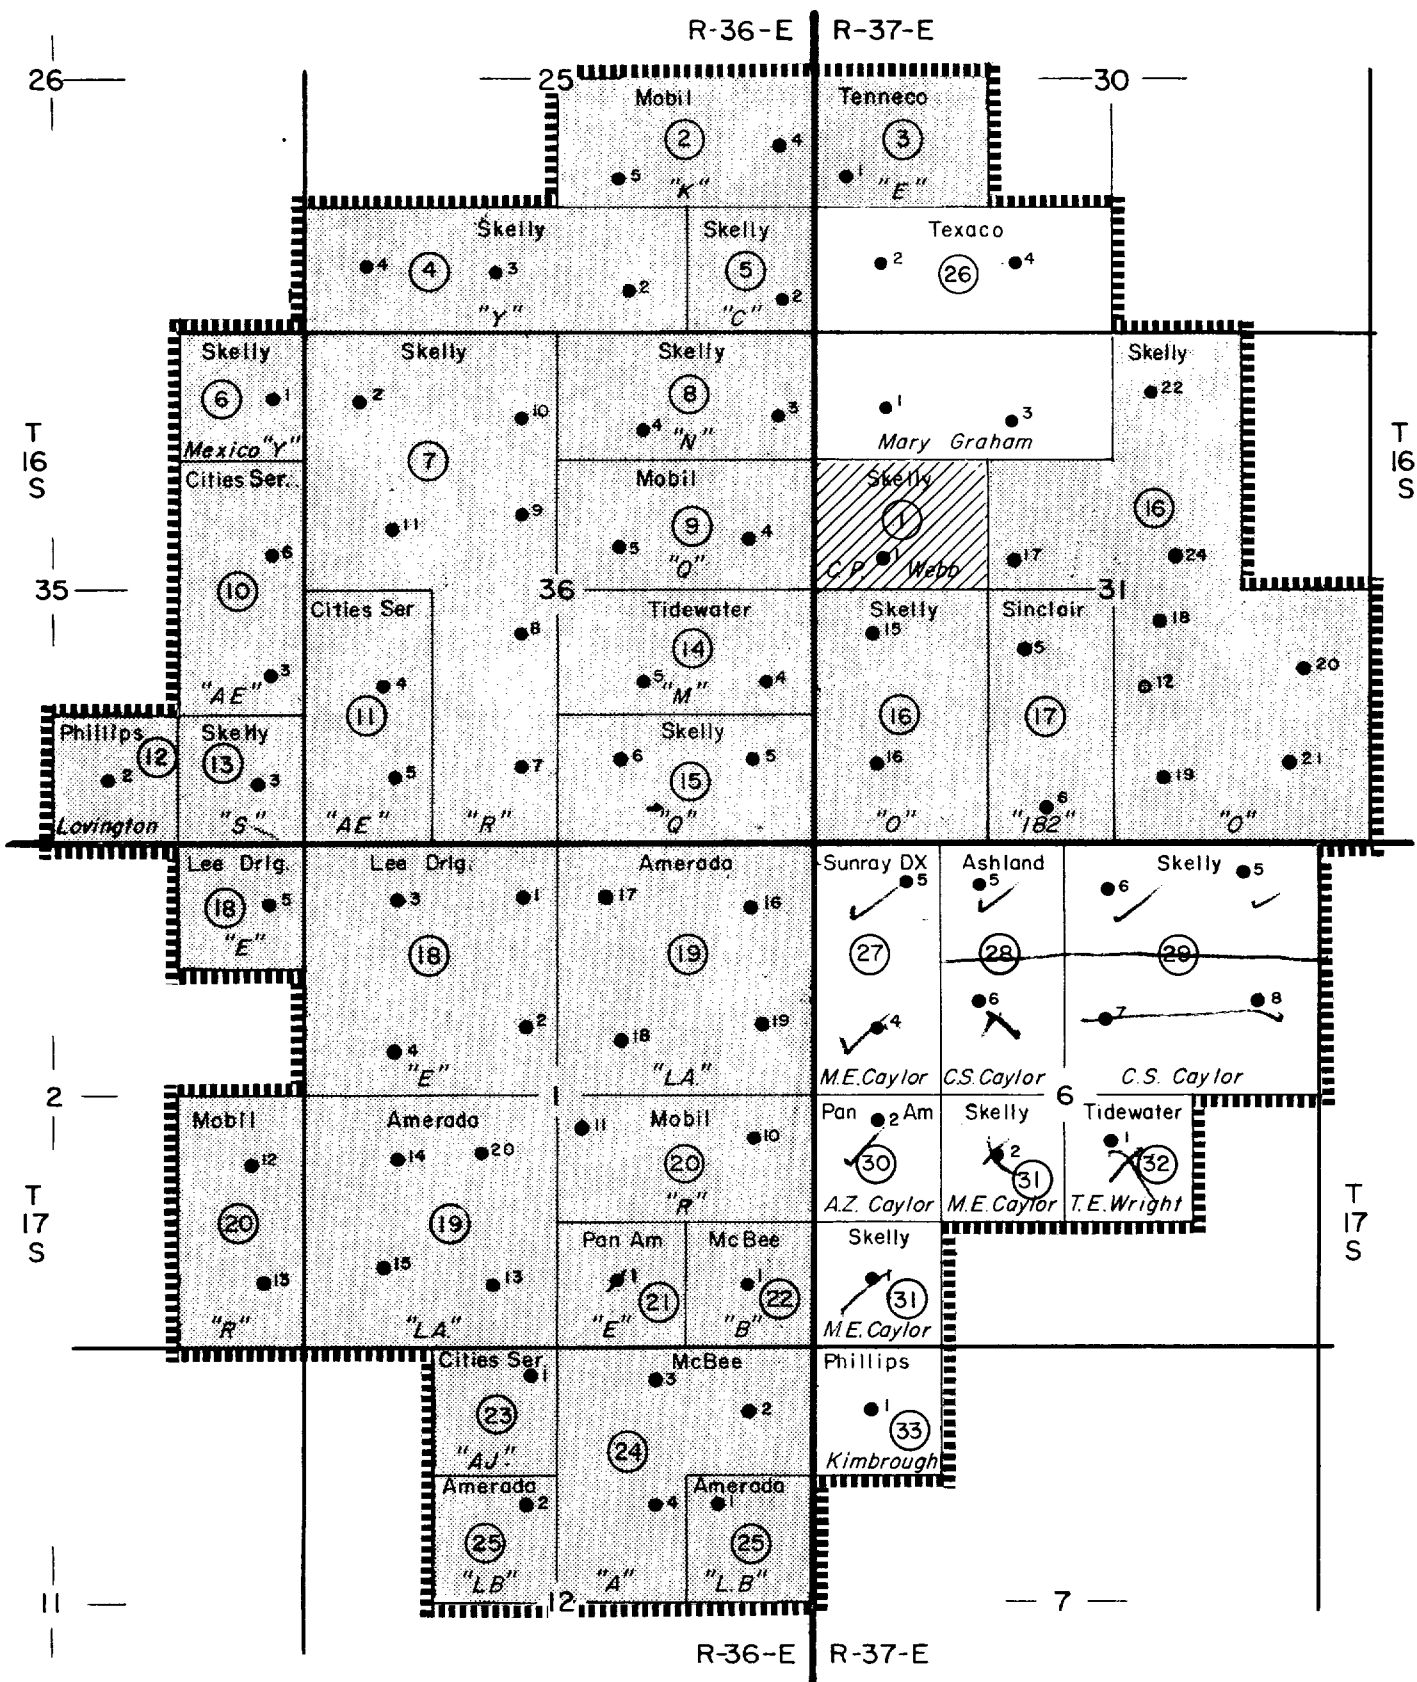 R-36-E R-37-E
26 25 30
Mobil Tenneco
2 3
4
5 "K" 1 "E"
Skelly Skelly Texaco
4 4 3 5 2 4
2 2 26
"Y" "C"
Skelly Skelly Skelly Skelly
6 1 2 8 22
10 4 "N" 3 1 3
Mexico "Y" 7 Mary Graham
T
16
S
T
16
S
Cities Ser. Mobil Skelly
11 9 9 1 16
6 5 "Q" 4 1 17 24
C. P. Webb
35 10 36 31
Cities Ser Tidewater Skelly Sinclair
8 14 15 5 18
3 4 5 "M" 4 12 20
"AE" 11 16 17
Phillips 12 Skelly Skelly
2 13 3 5 7 6 15 5 16 19 21
Lovington "S" "AE" "R" "Q" "O" 6 "182" "O"
Lee Drlg. Lee Drlg. Amerada Sunray DX Ashland Skelly
18 5 3 1 17 16 5 5 6 5
"E" 18 19 27 28 29
4 2 18 19 4 6 7 8
"E" "LA." M.E.Caylor C.S.Caylor C.S. Caylor
2 1 6
Mobil Amerada Mobil Pan Am Skelly Tidewater
12 14 20 11 10 2 2 1
20 30 31 32
"R" A.Z. Caylor M.E.Caylor T.E.Wright
T
17
S
T
17
S
20 19 Pan Am McBee Skelly
13 15 13 1 21 1 22 1 31
"R" "LA." "E" "B" M.E.Caylor
Cities Ser. McBee Phillips
1 3
23 2 1 33
"AJ." 24 Kimbrough
Amerada Amerada
2 4 1
25 25
"LB" "A" "L.B"
11 12 7
R-36-E R-37-E